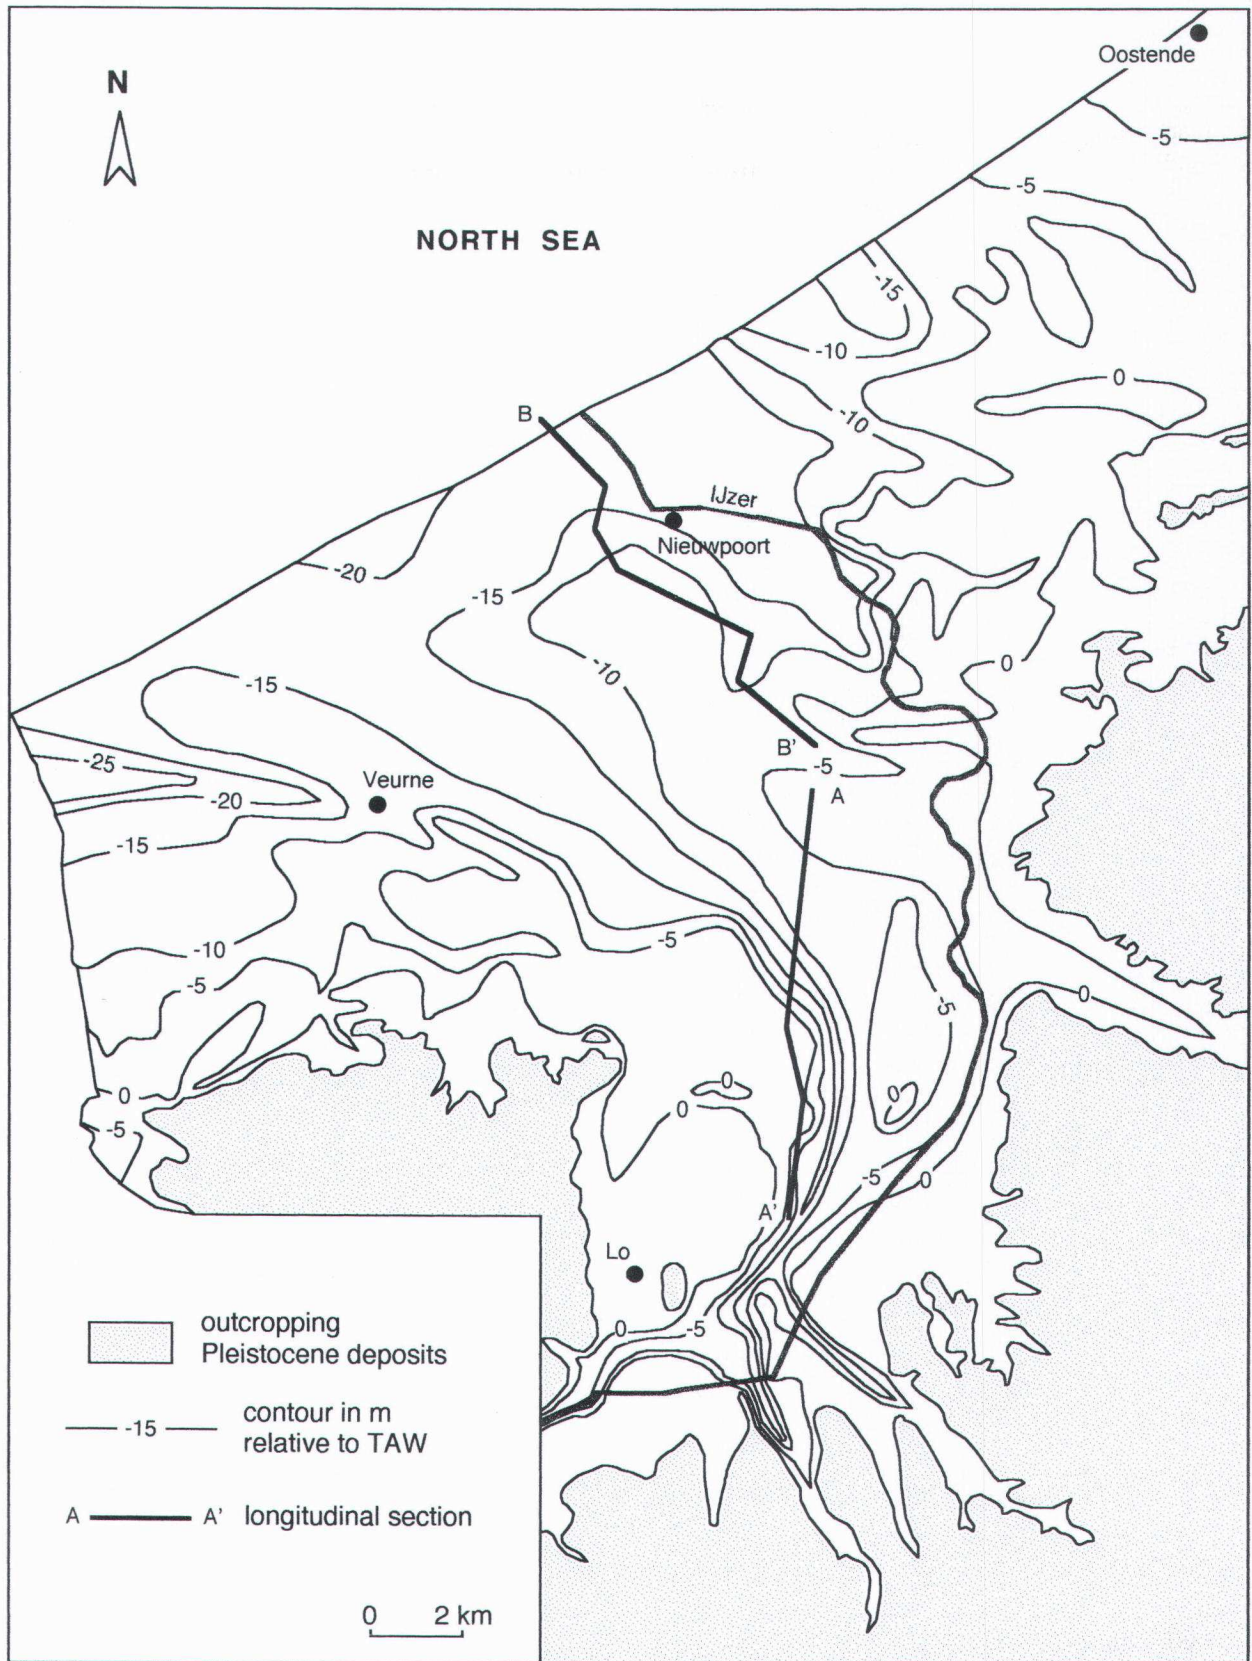 Oostende
N
-5
-5
NORTH SEA
-15
-10
0
-10
B
IJzer
Nieuwpoort
-20
-15
0
-10
-15
B'
-5
-25
Veurne
A
-20
-15
-5
-10
-5
0
-5
0
0
0
0
-5
-5
0
A'
Lo
0
-5
outcropping
Pleistocene deposits
-15
contour in m
relative to TAW
A
A'
longitudinal section
0 2 km